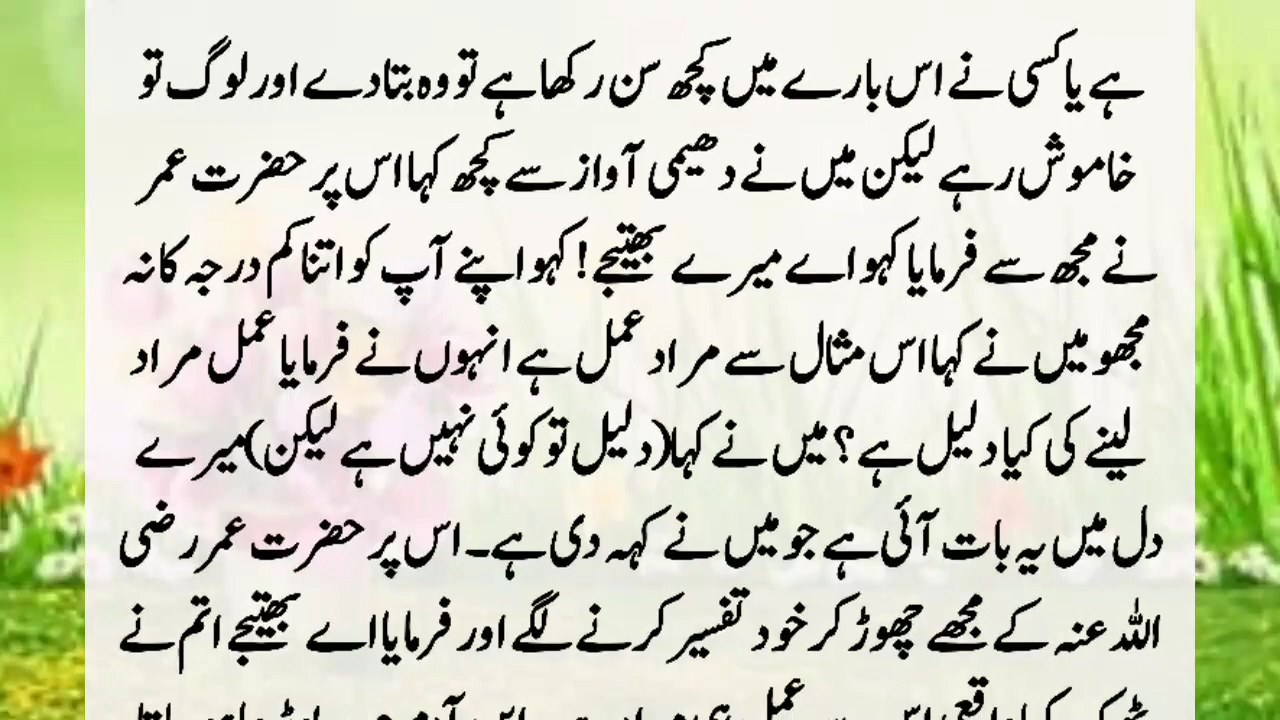 ہے یا کسی نے اس بارے میں کچھ سن رکھا ہے تو وہ بتا دے اور لوگ تو
خاموش رہے لیکن میں نے دھیمی آواز سے کچھ کہا اس پر حضرت عمر
نے مجھ سے فرمایا کہو اے میرے بھتیجے! کہو اپنے آپ کو اتنا کم درجہ کا نہ
مجھو میں نے کہا اس مثال سے مراد عمل ہے انہوں نے فرمایا عمل مراد
لینے کی کیا دلیل ہے؟ میں نے کہا(دلیل تو کوئی نہیں ہے لیکن)میرے
دل میں یہ بات آئی ہے جو میں نے کہہ دی ہے۔ اس پر حضرت عمر رضی
اللہ عنہ کے مجھے چھوڑ کر خود تفسیر کرنے لگے اور فرمایا اے بھتیجے اتم نے